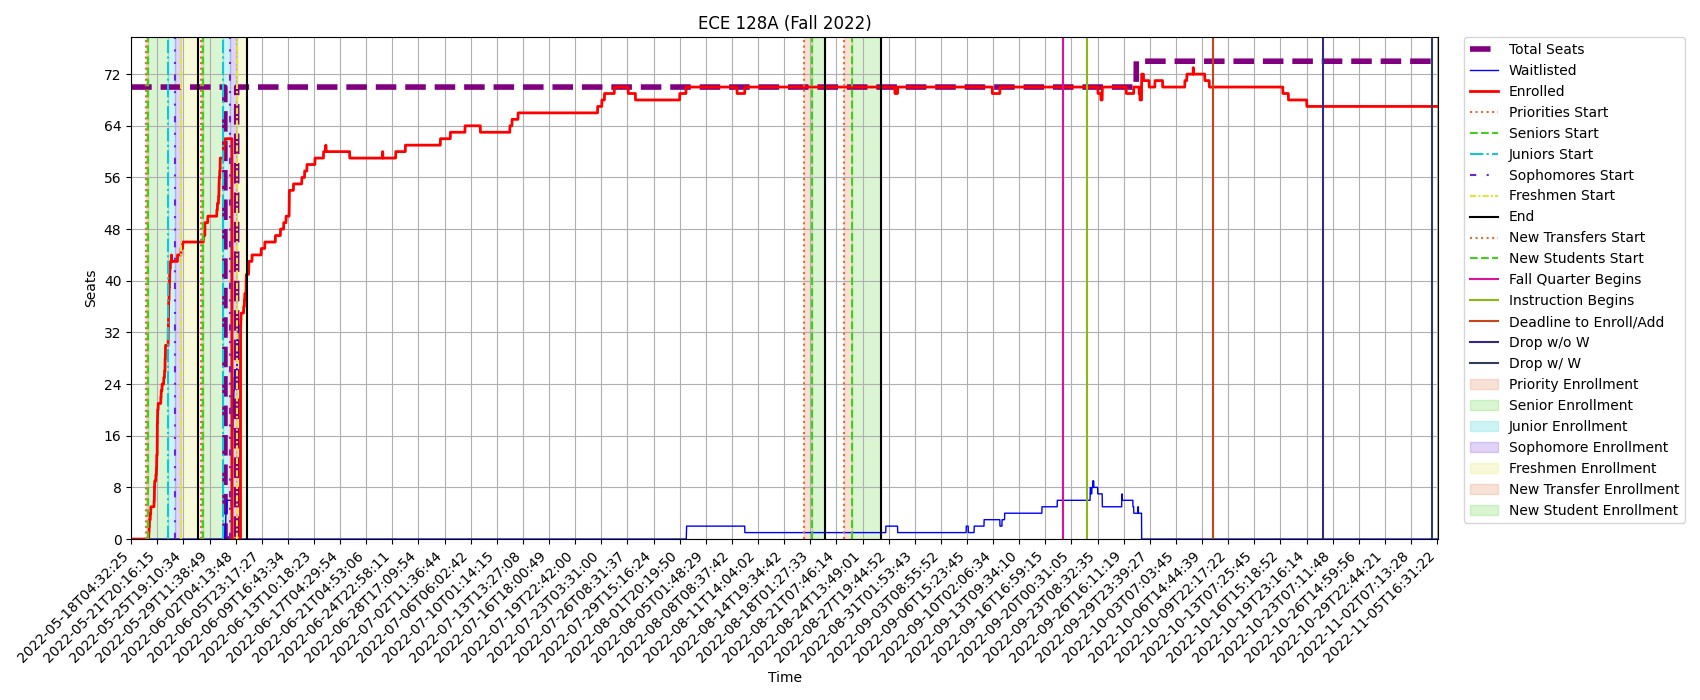 ECE 128A (Fall 2022)
Seats
72
64
56
48
40
32
24
16
8
0
2022-05-18T04:32:25
2022-05-21T20:16:15
2022-05-25T19:10:34
2022-05-29T11:38:49
2022-06-02T04:13:48
2022-06-05T23:17:27
2022-06-09T16:43:34
2022-06-13T10:18:23
2022-06-17T04:29:54
2022-06-21T04:53:06
2022-06-24T22:58:11
2022-06-28T17:09:54
2022-07-02T11:36:44
2022-07-06T06:02:42
2022-07-10T01:14:15
2022-07-13T13:27:08
2022-07-16T18:00:49
2022-07-19T22:42:00
2022-07-23T03:31:00
2022-07-26T08:31:37
2022-07-29T15:16:24
2022-08-01T20:19:50
2022-08-05T01:48:29
2022-08-08T08:37:42
2022-08-11T14:04:02
2022-08-14T19:34:42
2022-08-18T01:27:33
2022-08-21T07:46:14
2022-08-24T13:49:01
2022-08-27T19:44:52
2022-08-31T01:53:43
2022-09-03T08:55:52
2022-09-06T15:23:45
2022-09-10T02:06:34
2022-09-13T09:34:10
2022-09-16T16:59:15
2022-09-20T00:31:05
2022-09-23T08:32:35
2022-09-26T16:11:19
2022-09-29T23:39:27
2022-10-03T07:03:45
2022-10-06T14:44:39
2022-10-09T22:17:22
2022-10-13T07:25:45
2022-10-16T15:18:52
2022-10-19T23:16:14
2022-10-23T07:11:48
2022-10-26T14:59:56
2022-10-29T22:44:21
2022-11-02T07:13:28
2022-11-05T16:31:22
Time
Total Seats
Waitlisted
Enrolled
Priorities Start
Seniors Start
Juniors Start
Sophomores Start
Freshmen Start
End
New Transfers Start
New Students Start
Fall Quarter Begins
Instruction Begins
Deadline to Enroll/Add
Drop w/o W
Drop w/ W
Priority Enrollment
Senior Enrollment
Junior Enrollment
Sophomore Enrollment
Freshmen Enrollment
New Transfer Enrollment
New Student Enrollment